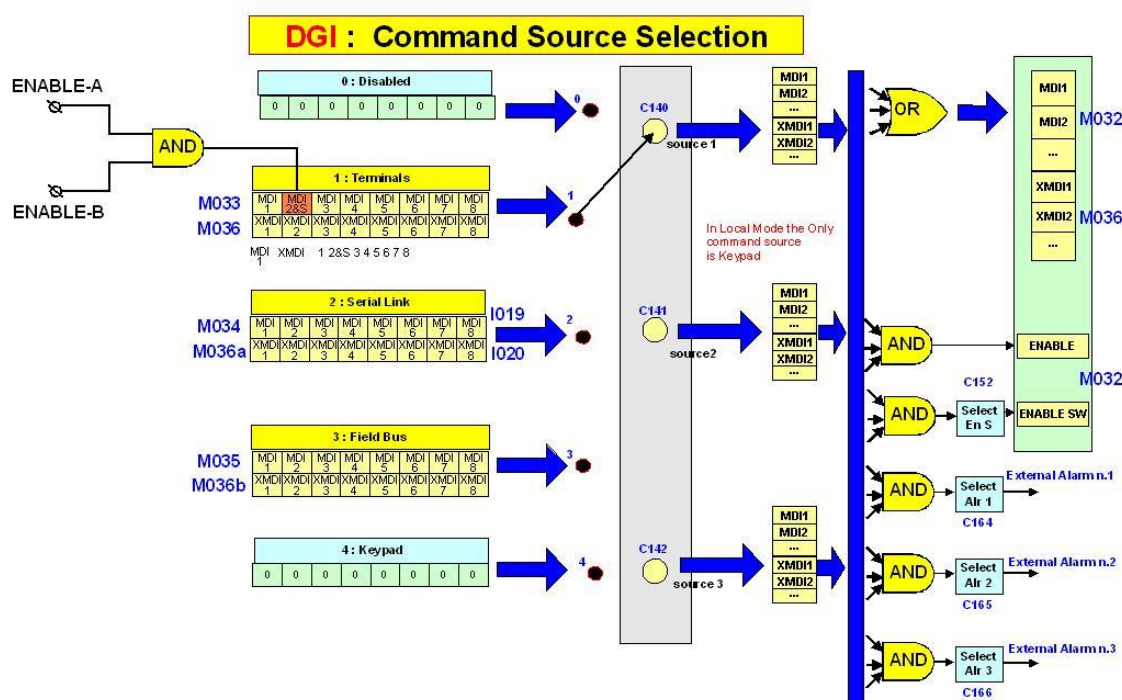 DGI : Command Source Selection
ENABLE-A
ENABLE-B
AND
0 : Disabled
0 0 0 0 0 0 0 0
0
1 : Terminals
M033
MDI 1 MDI 2&S MDI 3 MDI 4 MDI 5 MDI 6 MDI 7 MDI 8
M036
XMDI 1 XMDI 2 XMDI 3 XMDI 4 XMDI 5 XMDI 6 XMDI 7 XMDI 8
MDI 1 XMDI 1 2&S 3 4 5 6 7 8
1
2 : Serial Link
I019
M034
MDI 1 MDI 2 MDI 3 MDI 4 MDI 5 MDI 6 MDI 7 MDI 8
M036a
XMDI 1 XMDI 2 XMDI 3 XMDI 4 XMDI 5 XMDI 6 XMDI 7 XMDI 8
I020
2
3 : Field Bus
M035
MDI 1 MDI 2 MDI 3 MDI 4 MDI 5 MDI 6 MDI 7 MDI 8
M036b
XMDI 1 XMDI 2 XMDI 3 XMDI 4 XMDI 5 XMDI 6 XMDI 7 XMDI 8
3
4 : Keypad
0 0 0 0 0 0 0 0
4
C140
source 1
MDI1
MDI2
...
XMDI1
XMDI2
...
In Local Mode the Only
command source
is Keypad
C141
source2
MDI1
MDI2
...
XMDI1
XMDI2
...
C142
source 3
MDI1
MDI2
...
XMDI1
XMDI2
...
OR
MDI1
MDI2
M032
...
XMDI1
XMDI2
M036
...
AND
ENABLE
M032
AND
C152
Select
En S
ENABLE SW
AND
Select
Alr 1
C164
External Alarm n.1
AND
Select
Alr 2
C165
External Alarm n.2
AND
Select
Alr 3
C166
External Alarm n.3